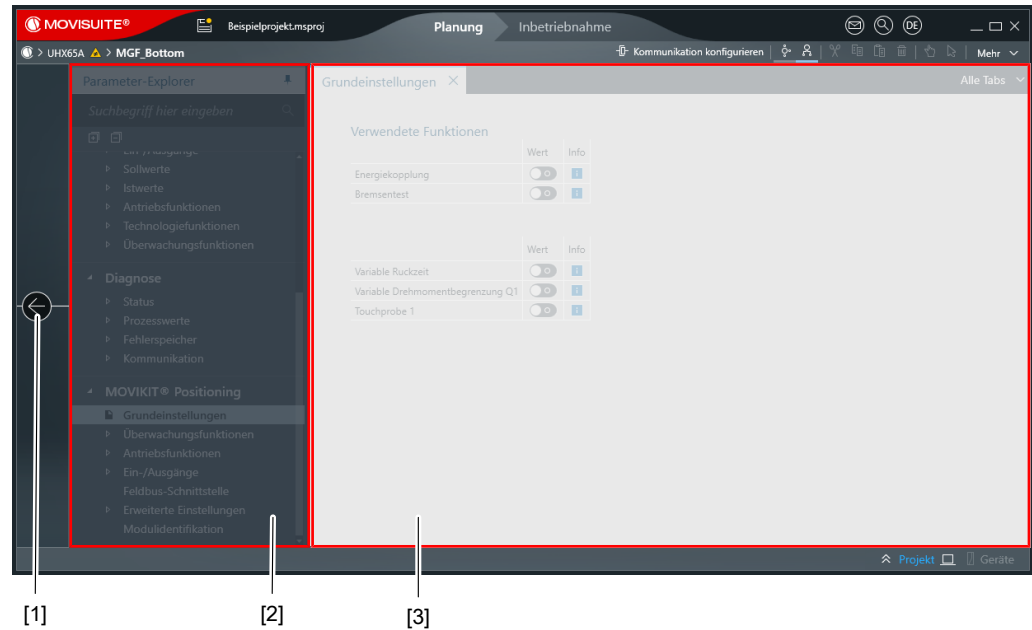 MOVISUITE®
Beispielprojekt.msproj
Planung
Inbetriebnahme
DE
> UHX65A > MGF_Bottom
Kommunikation konfigurieren
Mehr
Parameter-Explorer
Grundeinstellungen
Alle Tabs
Suchbegriff hier eingeben
Ein-/Ausgänge
Sollwerte
Istwerte
Antriebsfunktionen
Technologiefunktionen
Überwachungsfunktionen
Diagnose
Status
Prozesswerte
Fehlerspeicher
Kommunikation
MOVIKIT® Positioning
Grundeinstellungen
Überwachungsfunktionen
Antriebsfunktionen
Ein-/Ausgänge
Feldbus-Schnittstelle
Erweiterte Einstellungen
Modulidentifikation
Verwendete Funktionen
Wert Info
Energiekopplung
Bremsentest
Wert Info
Variable Ruckzeit
Variable Drehmomentbegrenzung Q1
Touchprobe 1
Projekt
Geräte
[1]
[2]
[3]